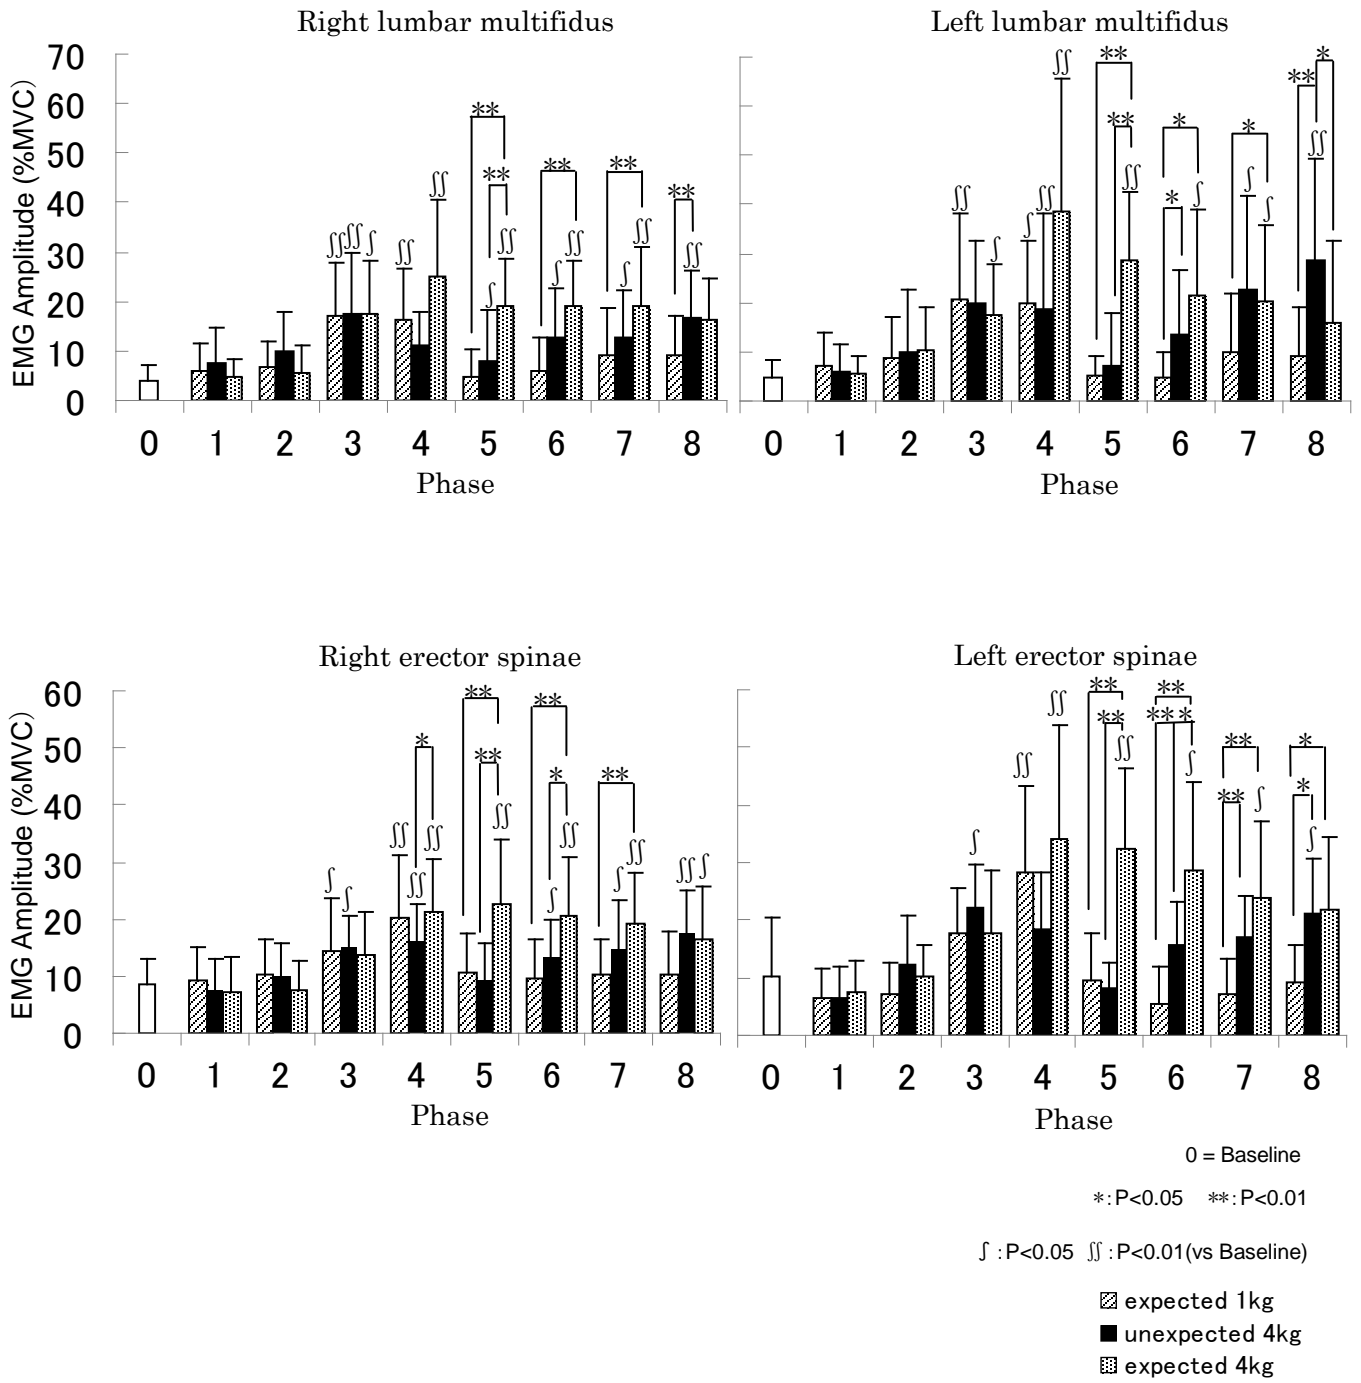 Right lumbar multifidus
Left lumbar multifidus
EMG Amplitude (%MVC)
70
60
50
40
30
20
10
0
** ** ** ** **
∬ ∬ ∫ ∬ ∬ ∫ ∬ ∫ ∬ ∫ ∬ ∬
0 1 2 3 4 5 6 7 8
Phase
** ** * * * ** *
∬ ∫ ∫ ∬ ∬ ∬ ∫ ∫ ∫ ∬
0 1 2 3 4 5 6 7 8
Phase
Right erector spinae
Left erector spinae
EMG Amplitude (%MVC)
60
50
40
30
20
10
0
* ** ** ** * **
∫ ∫ ∬ ∬ ∬ ∬ ∫ ∬ ∫ ∬ ∬ ∫
0 1 2 3 4 5 6 7 8
Phase
** ** ** ** * ** ** * *
∫ ∬ ∬ ∬ ∫ ∫ ∫
0 1 2 3 4 5 6 7 8
Phase
0 = Baseline
*:P<0.05 **:P<0.01
∫ :P<0.05 ∬ :P<0.01(vs Baseline)
expected 1kg
unexpected 4kg
expected 4kg